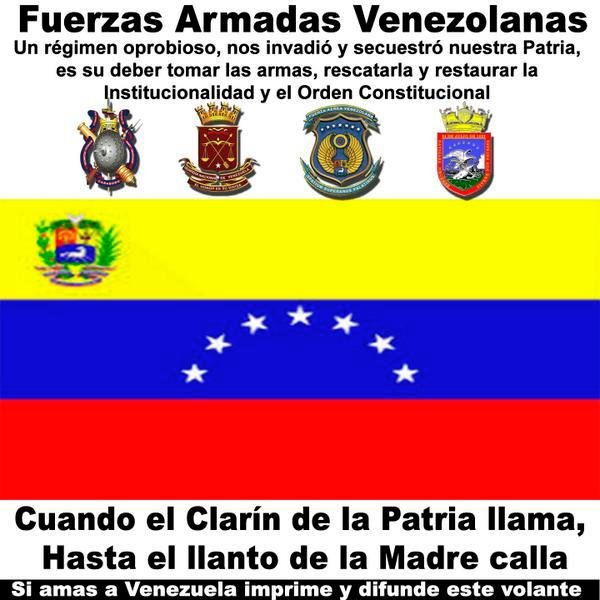 Fuerzas Armadas Venezolanas
Un régimen oprobioso, nos invadió y secuestró nuestra Patria,
es su deber tomar las armas, rescatarla y restaurar la
Institucionalidad y el Orden Constitucional
Cuando el Clarín de la Patria llama,
Hasta el llanto de la Madre calla
Si amas a Venezuela imprime y difunde este volante